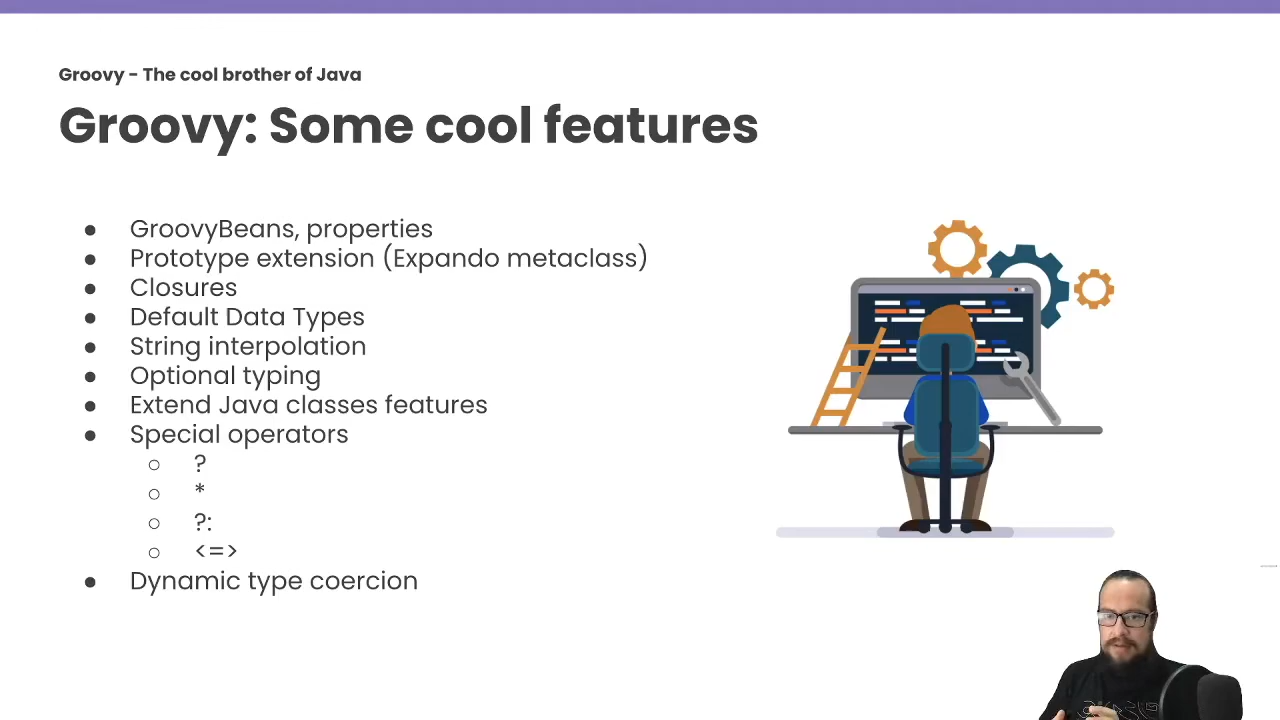 Groovy - The cool brother of Java
Groovy: Some cool features
● GroovyBeans, properties
● Prototype extension (Expando metaclass)
● Closures
● Default Data Types
● String interpolation
● Optional typing
● Extend Java classes features
● Special operators
○ ?
○ *
○ ?:
○ <=>
● Dynamic type coercion